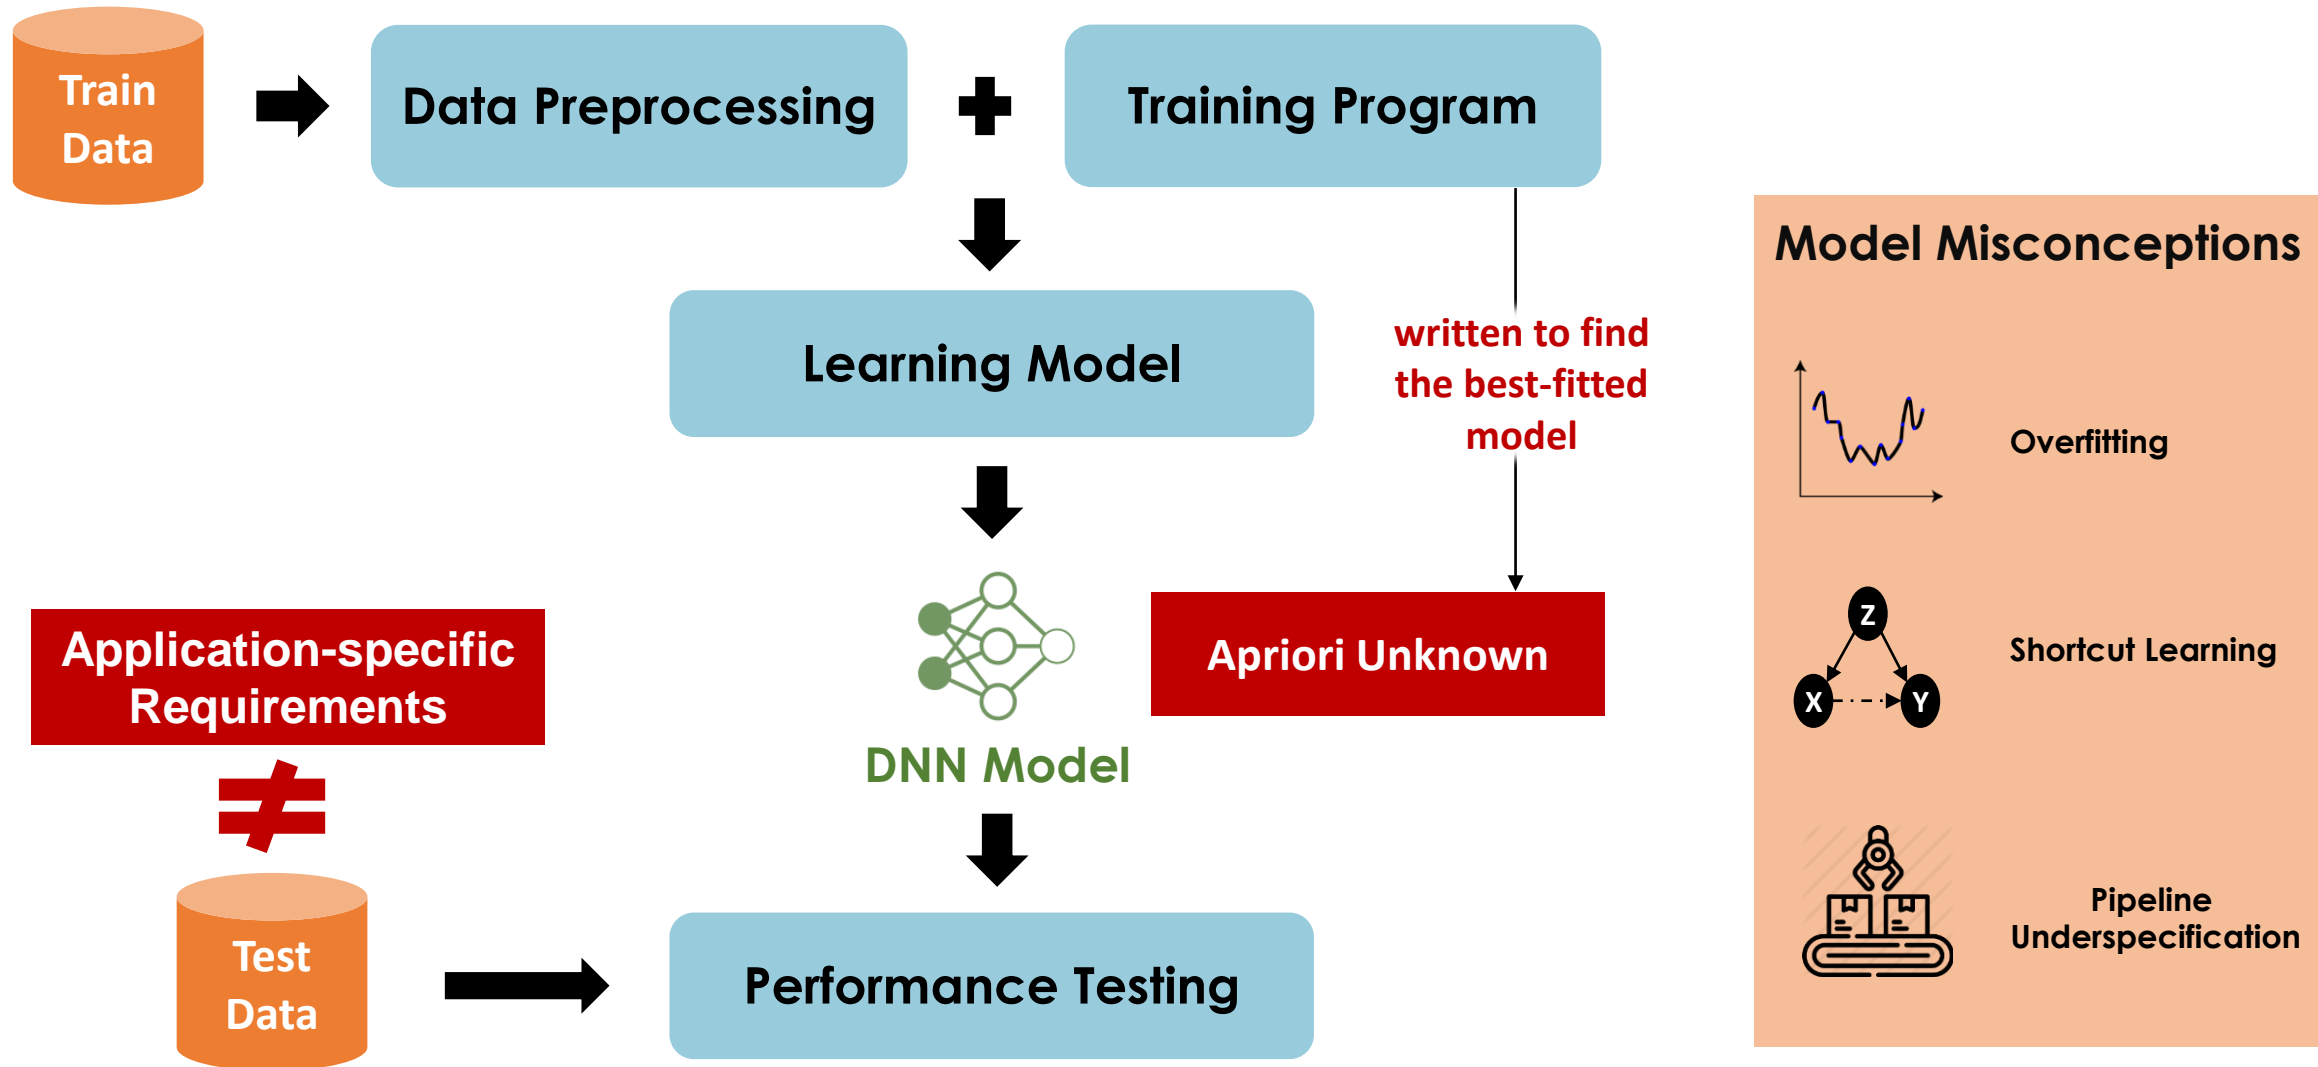 Train
Data
Data Preprocessing
Training Program
Learning Model
written to find
the best-fitted
model
Apriori Unknown
DNN Model
Application-specific
Requirements
Test
Data
Performance Testing
Model Misconceptions
Overfitting
Z
X
Y
Shortcut Learning
Pipeline
Underspecification